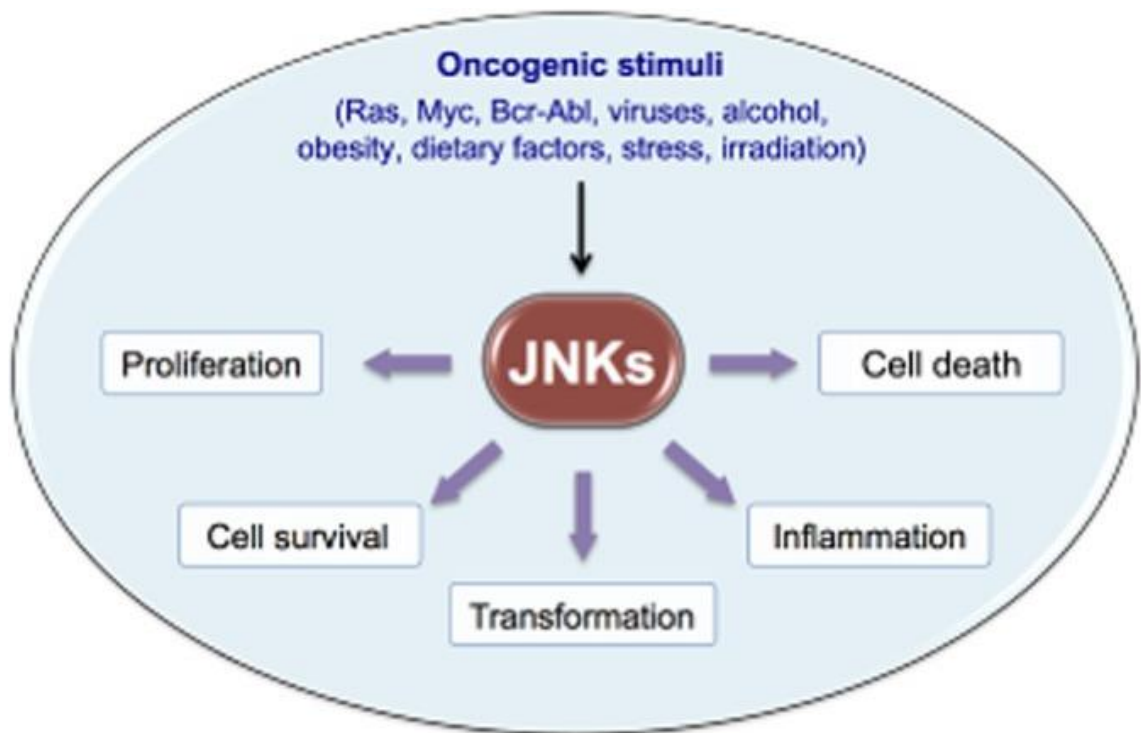 Oncogenic stimuli
(Ras, Myc, Bcr-Abl, viruses, alcohol,
obesity, dietary factors, stress, irradiation)
JNKs
Proliferation
Cell death
Cell survival
Inflammation
Transformation